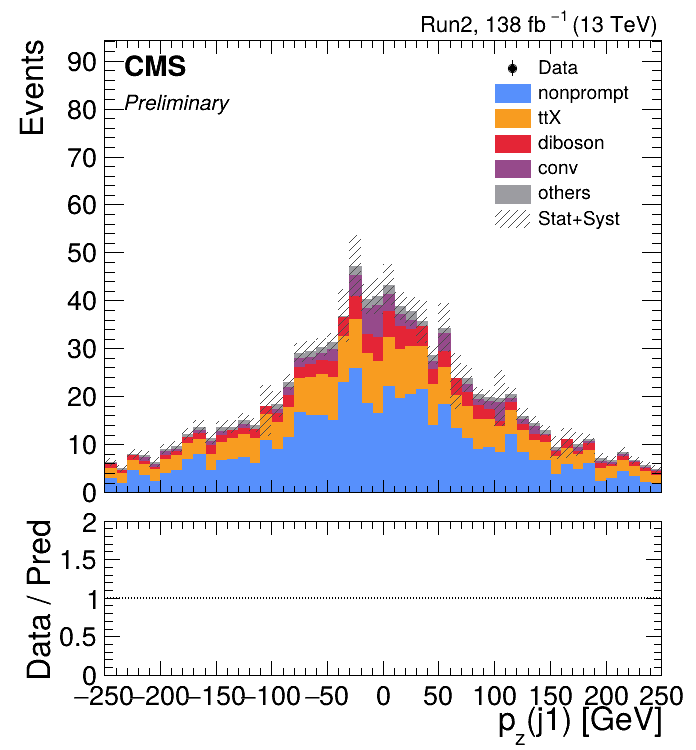 Run2, 138 fb⁻¹ (13 TeV)
CMS
Preliminary
Data
nonprompt
ttX
diboson
conv
others
Stat+Syst
Events
90
80
70
60
50
40
30
20
10
0
Data / Pred
2
1.5
1
0.5
0
−250 −200 −150 −100 −50 0 50 100 150 200 250
p_z(j1) [GeV]